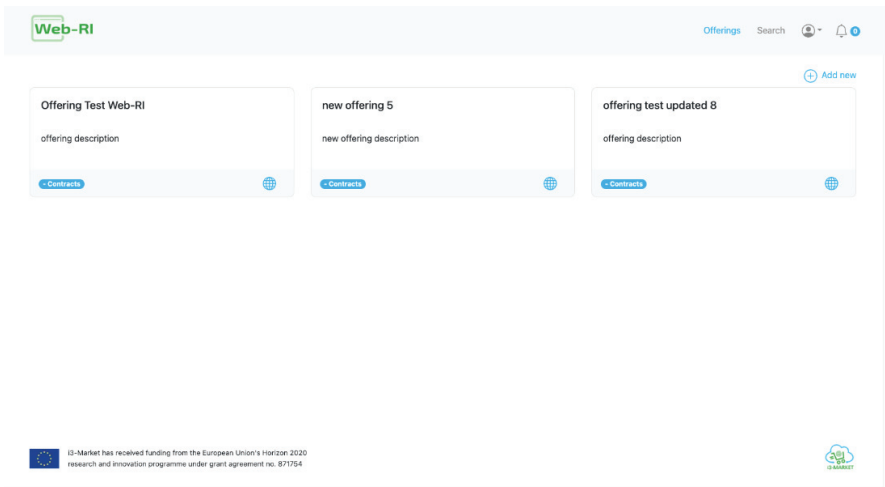 Web-RI
Offerings Search 0
Add new
Offering Test Web-RI
offering description
- Contracts
new offering 5
new offering description
- Contracts
offering test updated 8
offering description
- Contracts
i3-Market has received funding from the European Union's Horizon 2020
research and innovation programme under grant agreement no. 871754
I3-MARKET